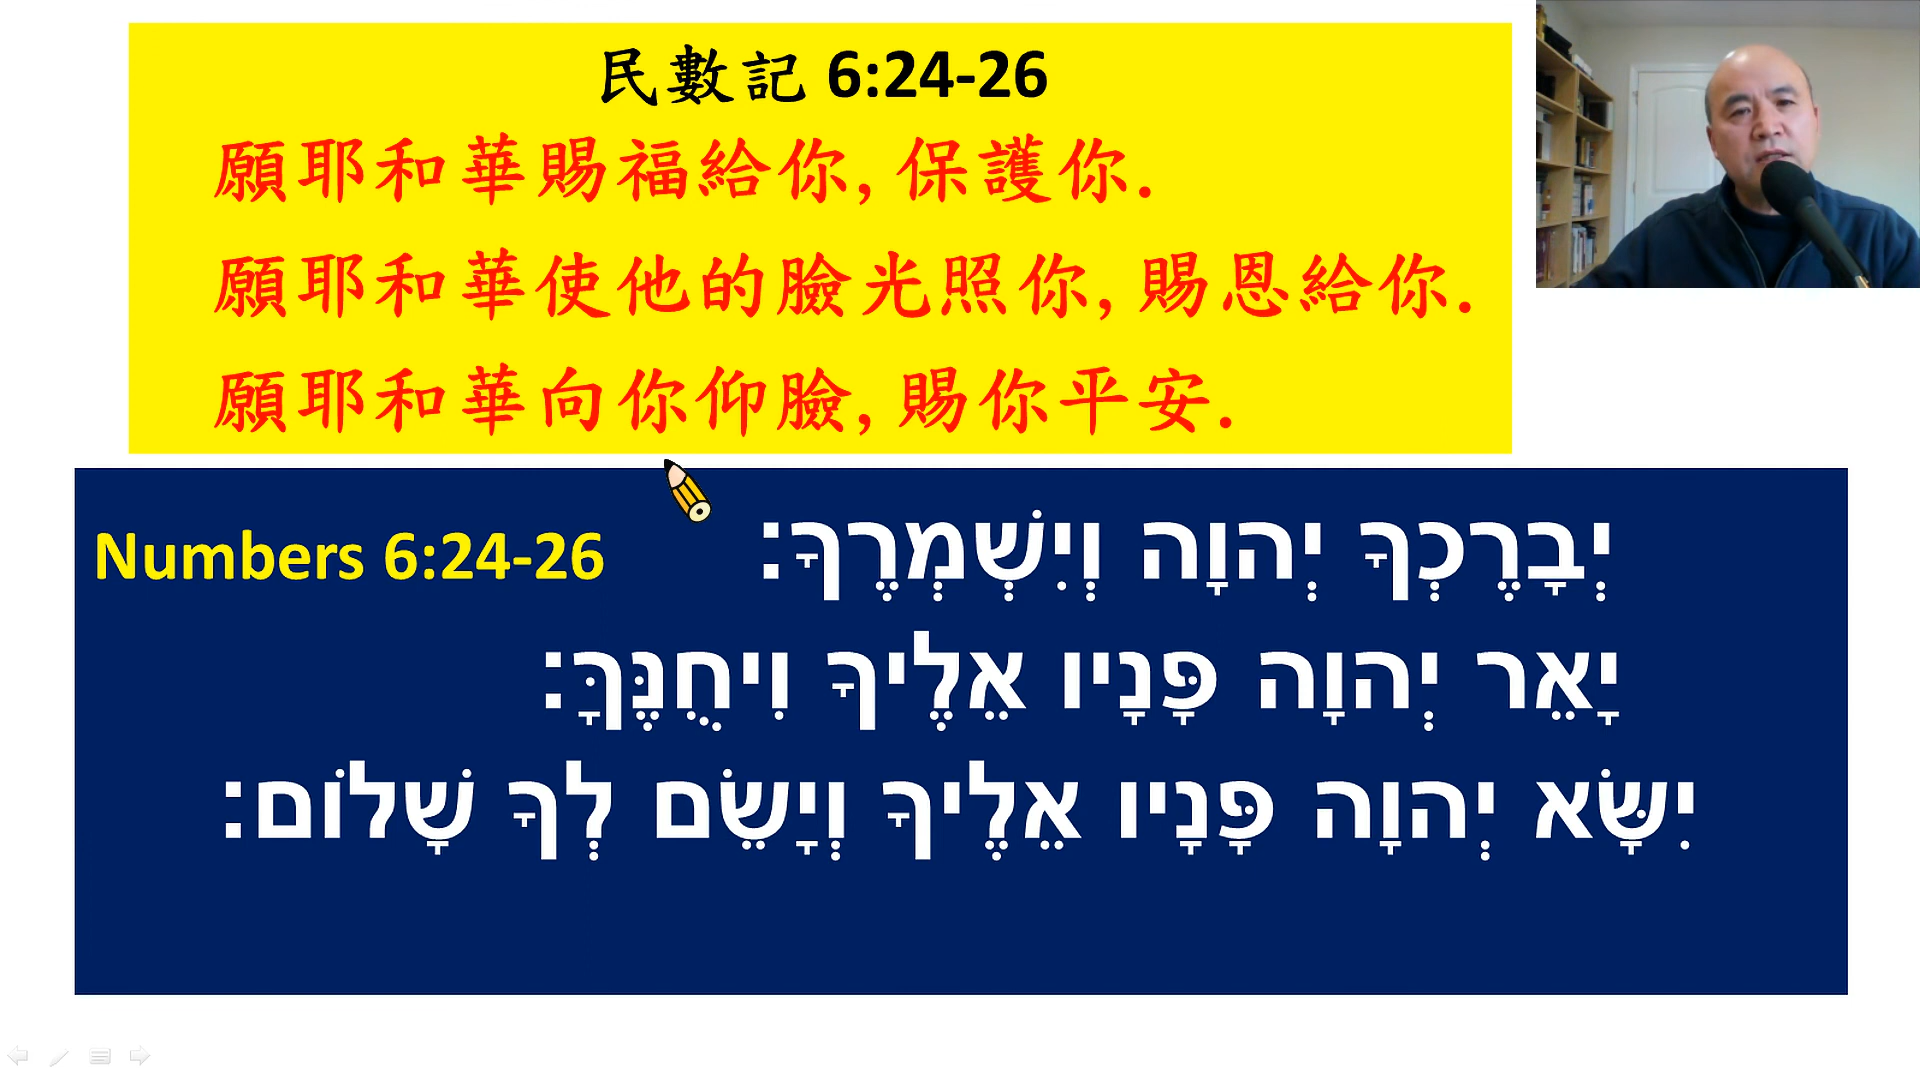 民數記 6:24-26
願耶和華賜福給你,保護你.
願耶和華使他的臉光照你,賜恩給你.
願耶和華向你仰臉,賜你平安.
Numbers 6:24-26
יְבָרֶכְךָ יְהוָה וְיִשְׁמְרֶךָ׃
יָאֵר יְהוָה פָּנָיו אֵלֶיךָ וִיחֻנֶּךָּ׃
יִשָּׂא יְהוָה פָּנָיו אֵלֶיךָ וְיָשֵׂם לְךָ שָׁלוֹם׃